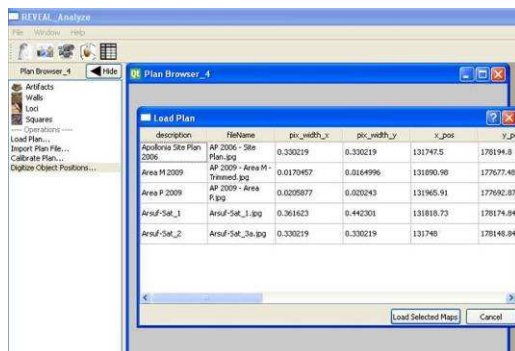 REVEAL_Analyze
File Window Help
Plan Browser_4 Hide
Artifacts
Walls
Loci
Squares
---- Operations ----
Load Plan...
Import Plan File...
Calibrate Plan...
Digitize Object Positions...
Plan Browser_4
Load Plan
description fileName pix_width_x pix_width_y x_pos y_p
Apollonia Site Plan 2006 AP 2006 - Site Plan.jpg 0.330219 0.330219 131747.5 178194.8
Area M 2009 AP 2009 - Area M - Trimmed.jpg 0.0170457 0.0164996 131890.98 177677.48
Area P 2009 AP 2009 - Area P.jpg 0.0205877 0.020243 131965.91 177692.87
Arsuf-Sat_1 Arsuf-Sat_1.jpg 0.361623 0.442301 131818.73 178174.84
Arsuf-Sat_2 Arsuf-Sat_3a.jpg 0.330219 0.330219 131748 178148.84
Load Selected Maps Cancel